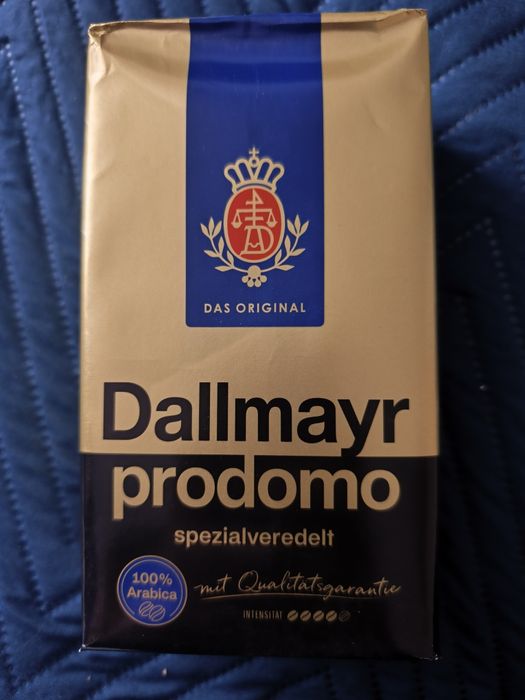 DAS ORIGINAL
Dallmayr
prodomo
spezialveredelt
100%
Arabica
mit Qualitätsgarantie
INTENSITÄT